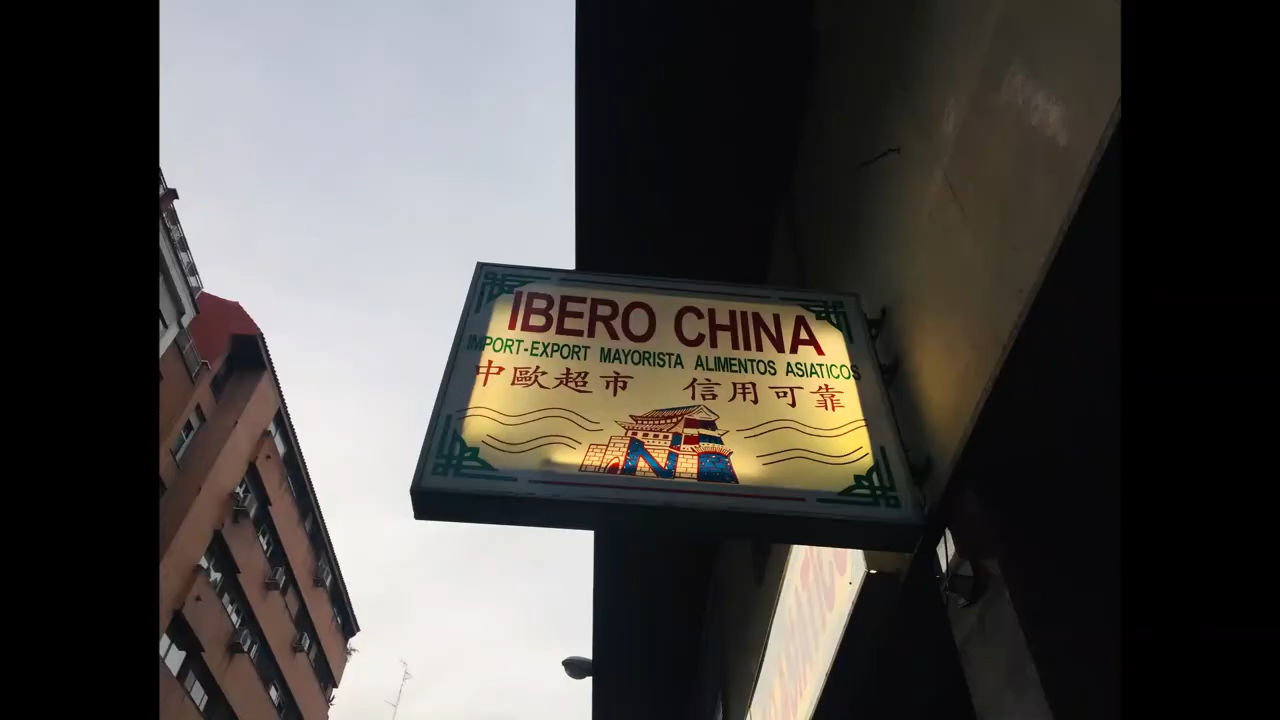 IBERO CHINA
IMPORT-EXPORT MAYORISTA ALIMENTOS ASIATICOS
中歐超市 信用可靠